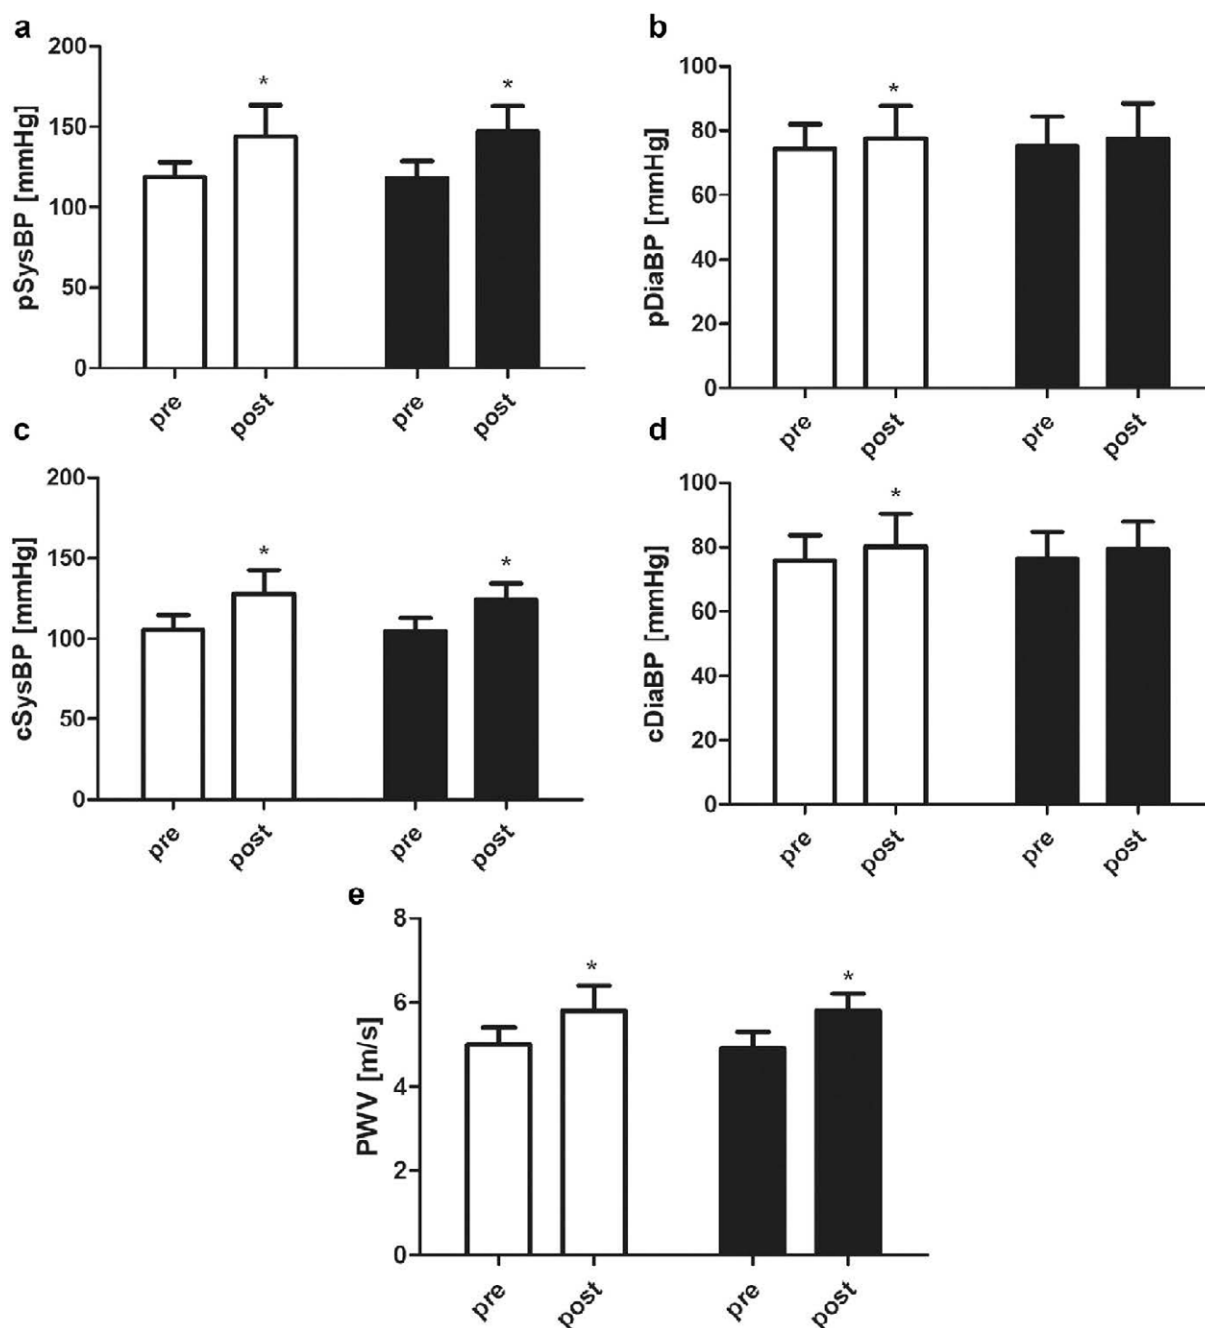 a
pSysBP [mmHg]
200
150
100
50
0
*
*
pre
post
pre
post
b
pDiaBP [mmHg]
100
80
60
40
20
0
*
pre
post
pre
post
c
cSysBP [mmHg]
200
150
100
50
0
*
*
pre
post
pre
post
d
cDiaBP [mmHg]
100
80
60
40
20
0
*
pre
post
pre
post
e
PWV [m/s]
8
6
4
2
0
*
*
pre
post
pre
post